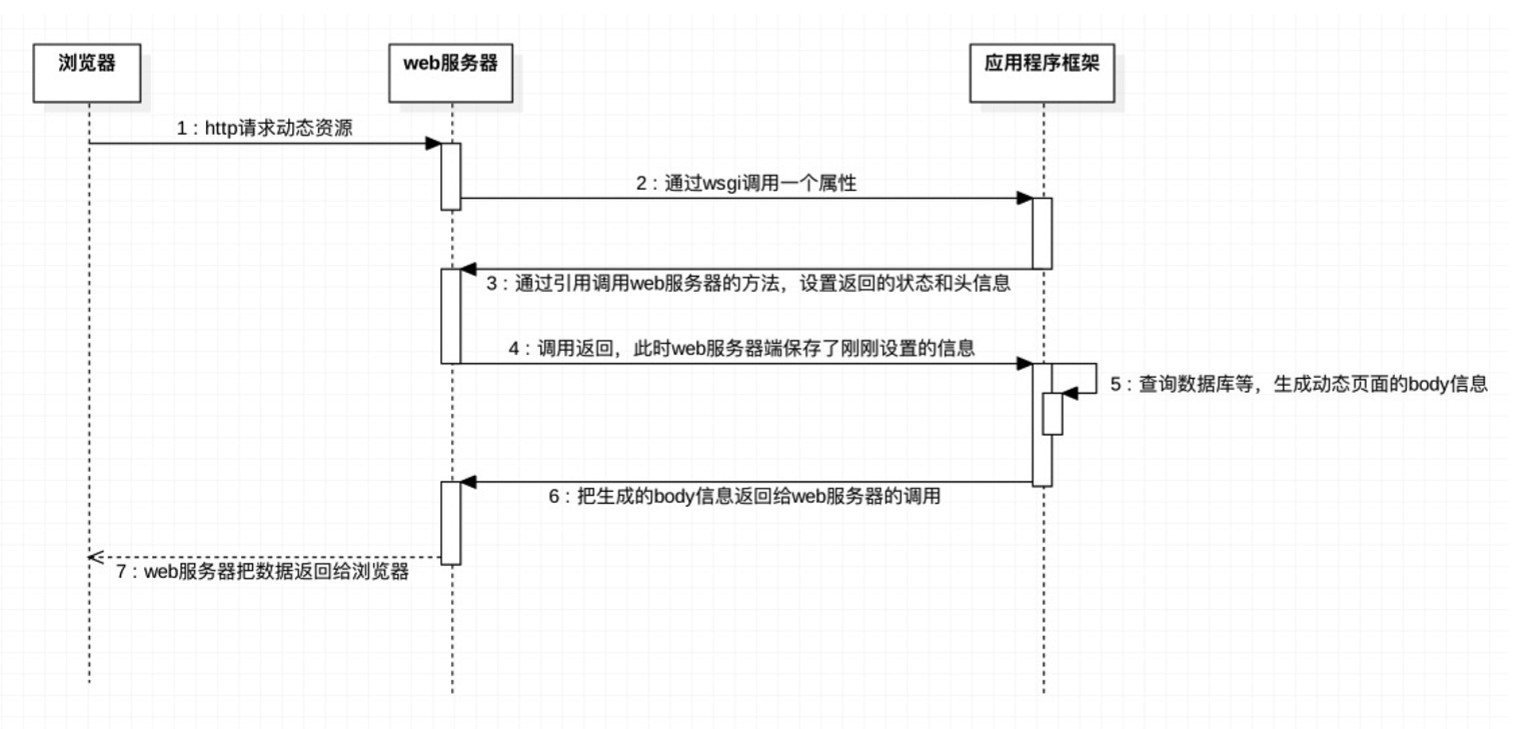 浏览器
web服务器
应用程序框架
1 : http请求动态资源
2 : 通过wsgi调用一个属性
3 : 通过引用调用web服务器的方法，设置返回的状态和头信息
4 : 调用返回，此时web服务器端保存了刚刚设置的信息
5 : 查询数据库等，生成动态页面的body信息
6 : 把生成的body信息返回给web服务器的调用
7 : web服务器把数据返回给浏览器